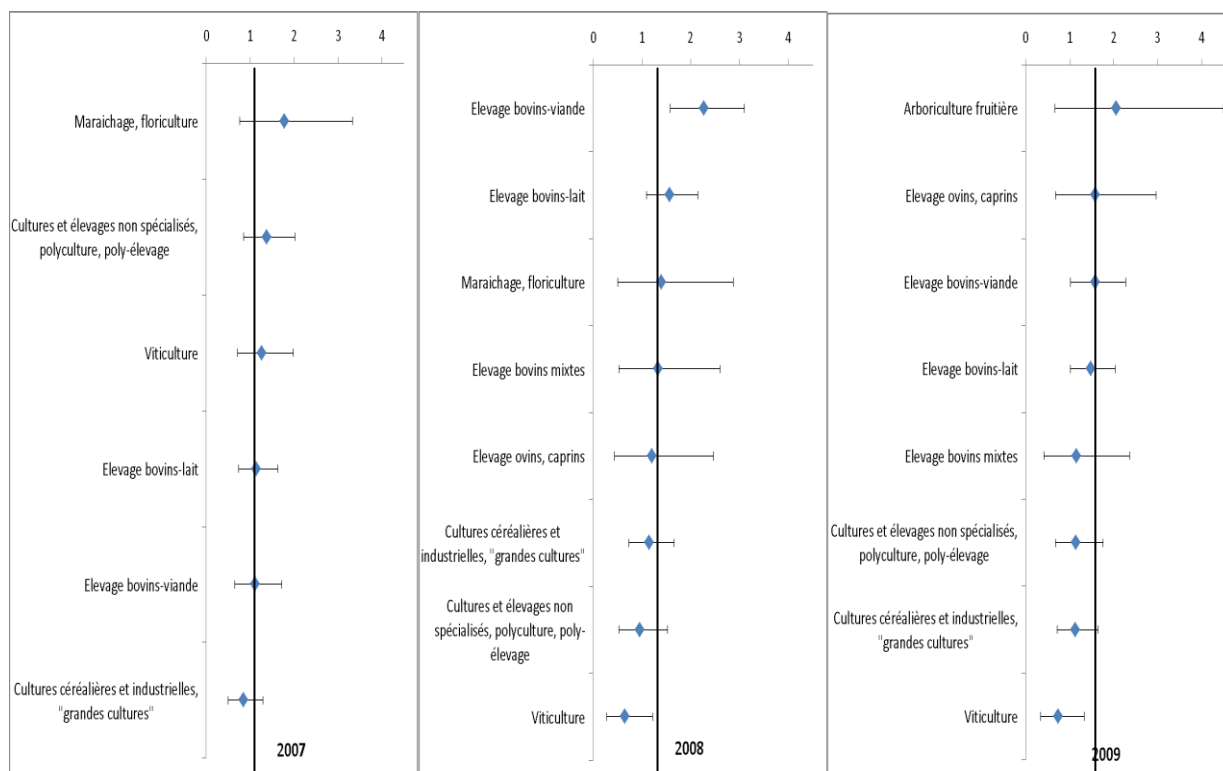 0 1 2 3 4
Maraichage, floriculture
Cultures et élevages non spécialisés,
polyculture, poly-élevage
Viticulture
Elevage bovins-lait
Elevage bovins-viande
Cultures céréalières et industrielles,
"grandes cultures"
2007
0 1 2 3 4
Elevage bovins-viande
Elevage bovins-lait
Maraichage, floriculture
Elevage bovins mixtes
Elevage ovins, caprins
Cultures céréalières et
industrielles, "grandes cultures"
Cultures et élevages non
spécialisés, polyculture, poly-
élevage
Viticulture
2008
0 1 2 3 4
Arboriculture fruitière
Elevage ovins, caprins
Elevage bovins-viande
Elevage bovins-lait
Elevage bovins mixtes
Cultures et élevages non spécialisés,
polyculture, poly-élevage
Cultures céréalières et industrielles,
"grandes cultures"
Viticulture
2009